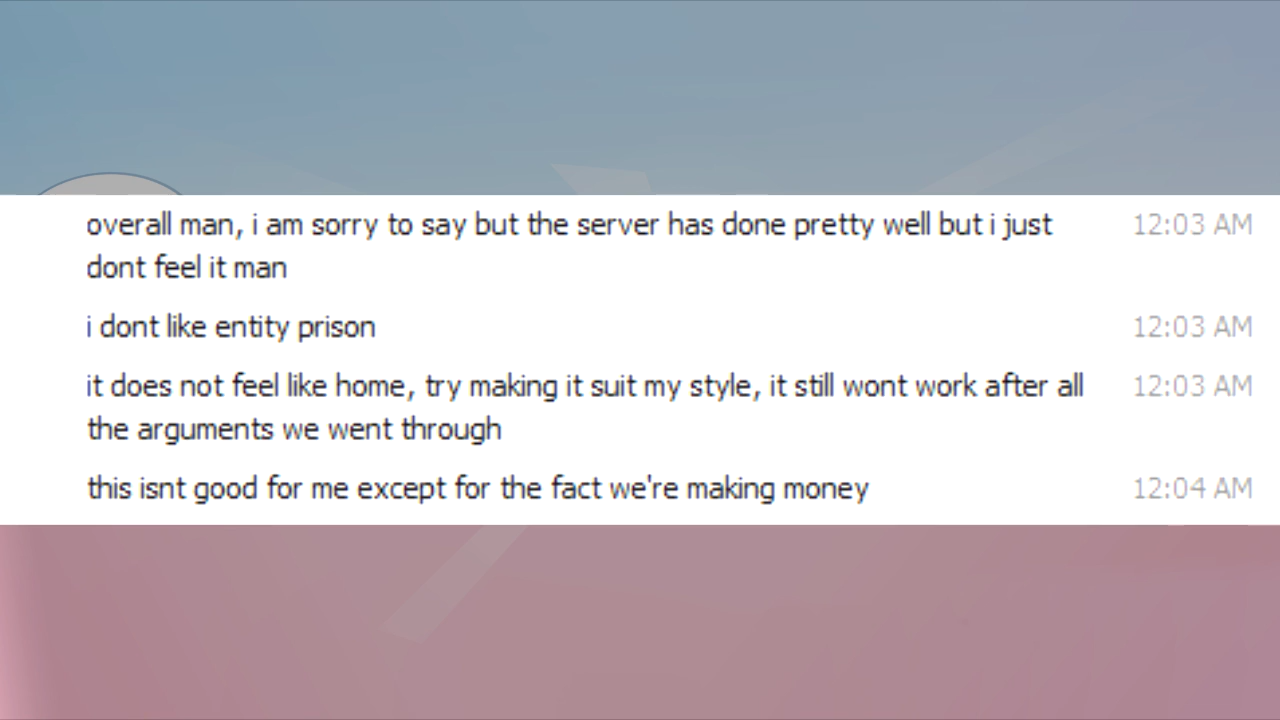 overall man, i am sorry to say but the server has done pretty well but i just 12:03 AM
dont feel it man
i dont like entity prison 12:03 AM
it does not feel like home, try making it suit my style, it still wont work after all 12:03 AM
the arguments we went through
this isnt good for me except for the fact we're making money 12:04 AM